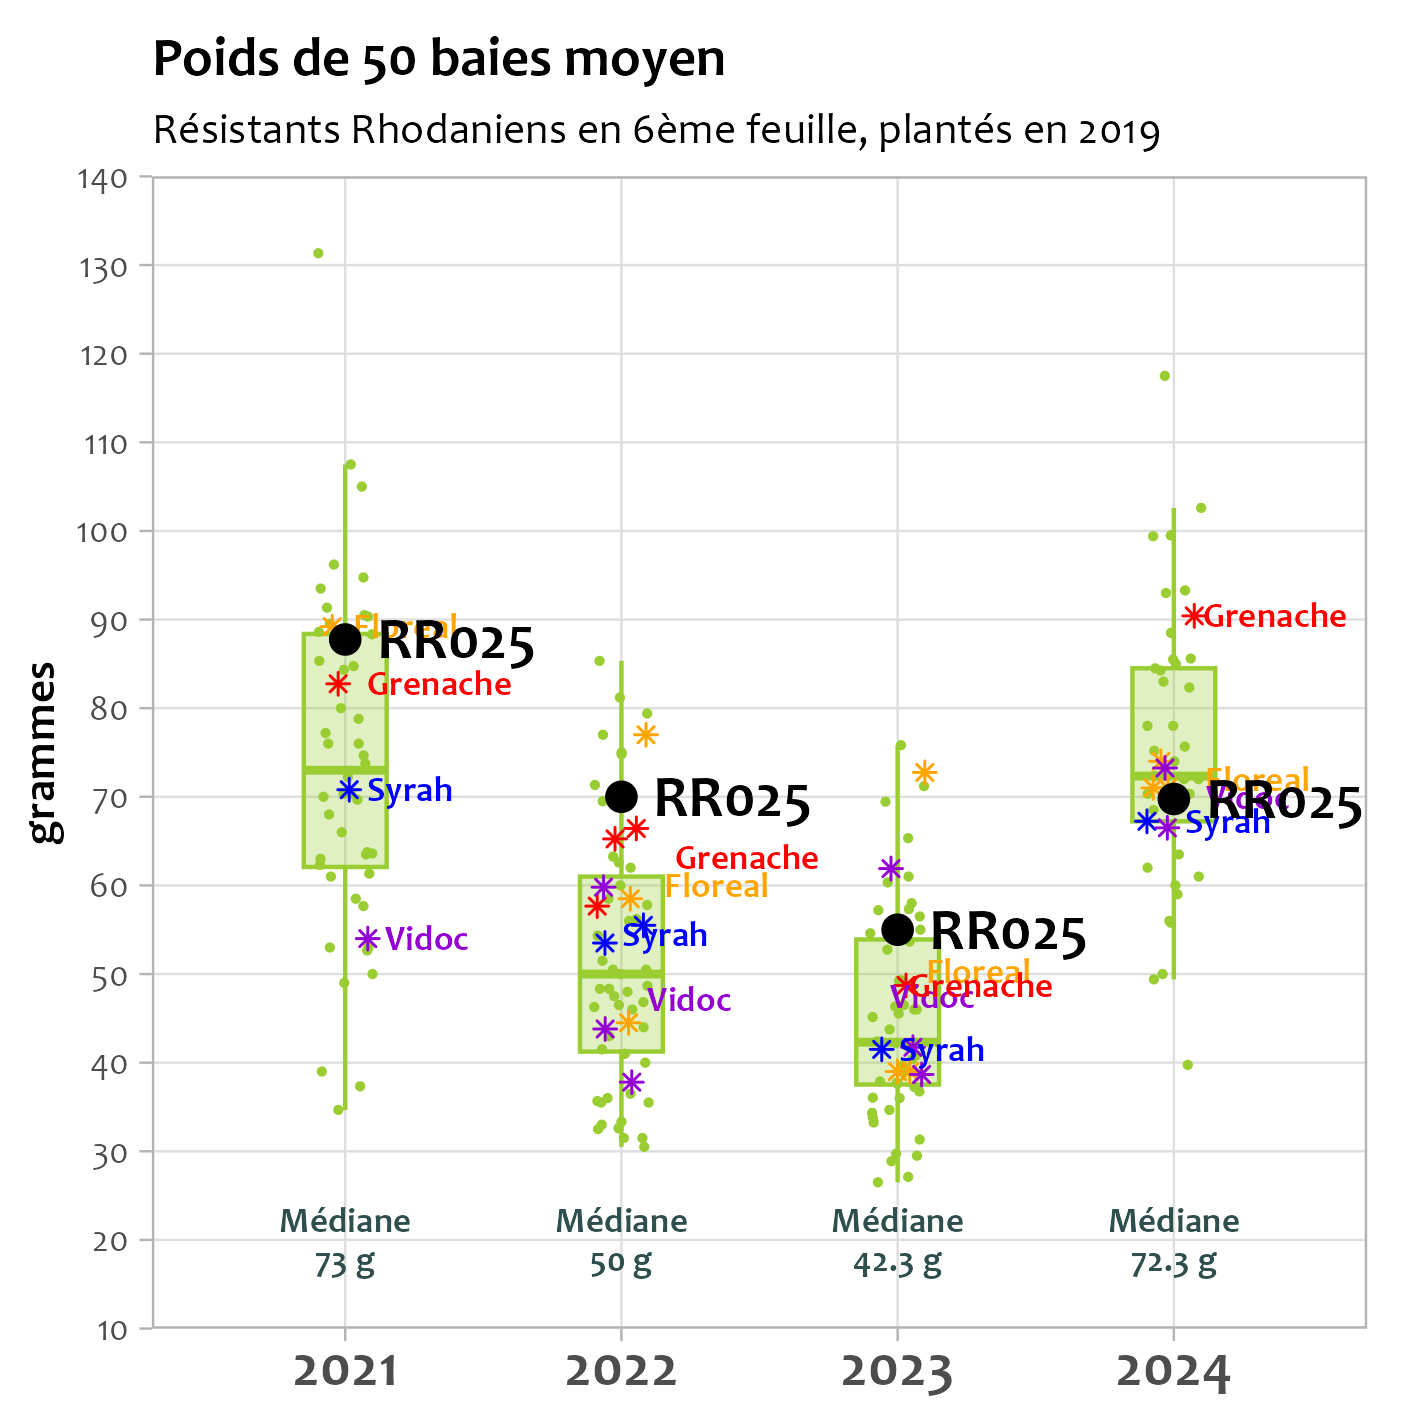 Poids de 50 baies moyen
Résistants Rhodaniens en 6ème feuille, plantés en 2019
grammes
140
130
120
110
100
90
80
70
60
50
40
30
20
10
Floreal
RR025
Grenache
Syrah
Vidoc
Médiane
73 g
2021
RR025
Grenache
Floreal
Syrah
Vidoc
Médiane
50 g
2022
RR025
Floreal
Grenache
Vidoc
Syrah
Médiane
42.3 g
2023
Grenache
Floreal
Vidoc
RR025
Syrah
Médiane
72.3 g
2024